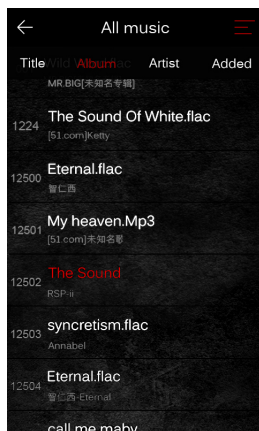 All music
Title Album Artist Added
MR.BIG[未知名专辑]
1224
The Sound Of White.flac
[51.com]Ketty
12500
Eternal.flac
智仁西
12501
My heaven.Mp3
[51.com]未知名歌
12502
The Sound
RSP-ii
12503
syncretism.flac
Annabel
12504
Eternal.flac
智仁西-Eternal
call me maby